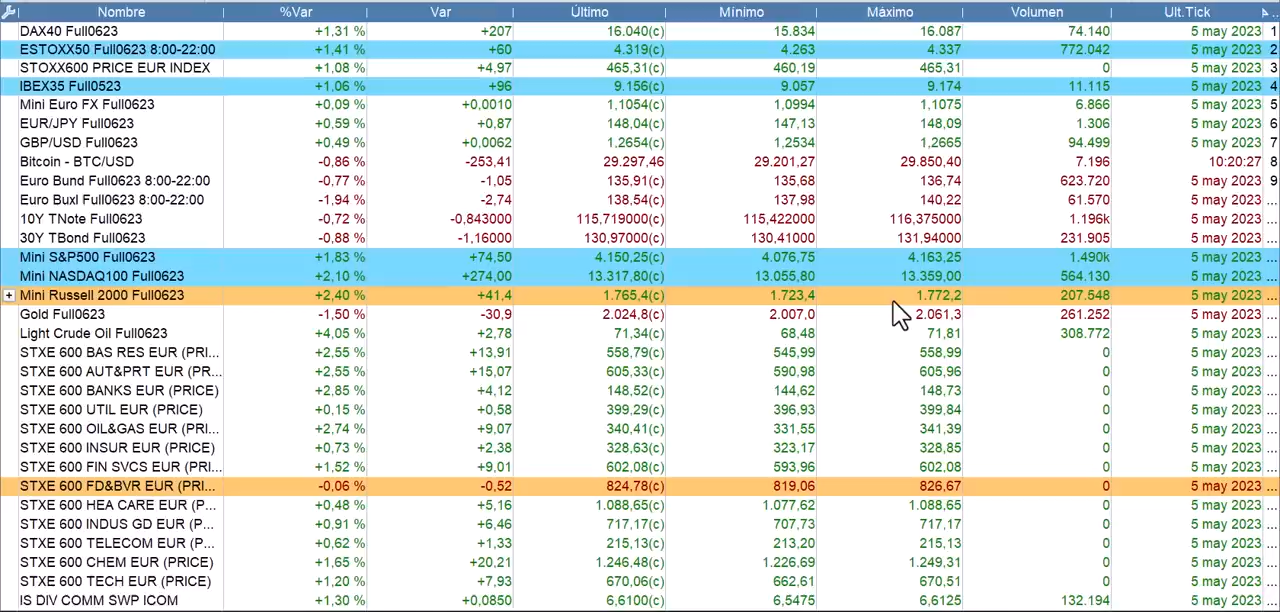 Nombre %Var Var Último Mínimo Máximo Volumen Ult.Tick ...
DAX40 Full0623 +1,31 % +207 16.040(c) 15.834 16.087 74.140 5 may 2023 1
ESTOXX50 Full0623 8:00-22:00 +1,41 % +60 4.319(c) 4.263 4.337 772.042 5 may 2023 2
STOXX600 PRICE EUR INDEX +1,08 % +4,97 465,31(c) 460,19 465,31 0 5 may 2023 3
IBEX35 Full0523 +1,06 % +96 9.156(c) 9.057 9.174 11.115 5 may 2023 4
Mini Euro FX Full0623 +0,09 % +0,0010 1,1054(c) 1,0994 1,1075 6.866 5 may 2023 5
EUR/JPY Full0623 +0,59 % +0,87 148,04(c) 147,13 148,09 1.306 5 may 2023 6
GBP/USD Full0623 +0,49 % +0,0062 1,2654(c) 1,2534 1,2665 94.499 5 may 2023 7
Bitcoin - BTC/USD -0,86 % -253,41 29.297,46 29.201,27 29.850,40 7.196 10:20:27 8
Euro Bund Full0623 8:00-22:00 -0,77 % -1,05 135,91(c) 135,68 136,74 623.720 5 may 2023 9
Euro Buxl Full0623 8:00-22:00 -1,94 % -2,74 138,54(c) 137,98 140,22 61.570 5 may 2023 ...
10Y TNote Full0623 -0,72 % -0,843000 115,719000(c) 115,422000 116,375000 1.196k 5 may 2023 ...
30Y TBond Full0623 -0,88 % -1,16000 130,97000(c) 130,41000 131,94000 231.905 5 may 2023 ...
Mini S&P500 Full0623 +1,83 % +74,50 4.150,25(c) 4.076,75 4.163,25 1.490k 5 may 2023 ...
Mini NASDAQ100 Full0623 +2,10 % +274,00 13.317,80(c) 13.055,80 13.359,00 564.130 5 may 2023 ...
Mini Russell 2000 Full0623 +2,40 % +41,4 1.765,4(c) 1.723,4 1.772,2 207.548 5 may 2023 ...
Gold Full0623 -1,50 % -30,9 2.024,8(c) 2.007,0 2.061,3 261.252 5 may 2023 ...
Light Crude Oil Full0623 +4,05 % +2,78 71,34(c) 68,48 71,81 308.772 5 may 2023 ...
STXE 600 BAS RES EUR (PRI... +2,55 % +13,91 558,79(c) 545,99 558,99 0 5 may 2023 ...
STXE 600 AUT&PRT EUR (PR... +2,55 % +15,07 605,33(c) 590,98 605,96 0 5 may 2023 ...
STXE 600 BANKS EUR (PRICE) +2,85 % +4,12 148,52(c) 144,62 148,73 0 5 may 2023 ...
STXE 600 UTIL EUR (PRICE) +0,15 % +0,58 399,29(c) 396,93 399,84 0 5 may 2023 ...
STXE 600 OIL&GAS EUR (PRI... +2,74 % +9,07 340,41(c) 331,55 341,39 0 5 may 2023 ...
STXE 600 INSUR EUR (PRICE) +0,73 % +2,38 328,63(c) 323,17 328,85 0 5 may 2023 ...
STXE 600 FIN SVCS EUR (PRI... +1,52 % +9,01 602,08(c) 593,96 602,08 0 5 may 2023 ...
STXE 600 FD&BVR EUR (PRI... -0,06 % -0,52 824,78(c) 819,06 826,67 0 5 may 2023 ...
STXE 600 HEA CARE EUR (P... +0,48 % +5,16 1.088,65(c) 1.077,62 1.088,65 0 5 may 2023 ...
STXE 600 INDUS GD EUR (P... +0,91 % +6,46 717,17(c) 707,73 717,17 0 5 may 2023 ...
STXE 600 TELECOM EUR (P... +0,62 % +1,33 215,13(c) 213,20 215,13 0 5 may 2023 ...
STXE 600 CHEM EUR (PRICE) +1,65 % +20,21 1.246,48(c) 1.226,69 1.249,31 0 5 may 2023 ...
STXE 600 TECH EUR (PRICE) +1,20 % +7,93 670,06(c) 662,61 670,51 0 5 may 2023 ...
IS DIV COMM SWP ICOM +1,30 % +0,0850 6,6100(c) 6,5475 6,6125 132.194 5 may 2023 ...